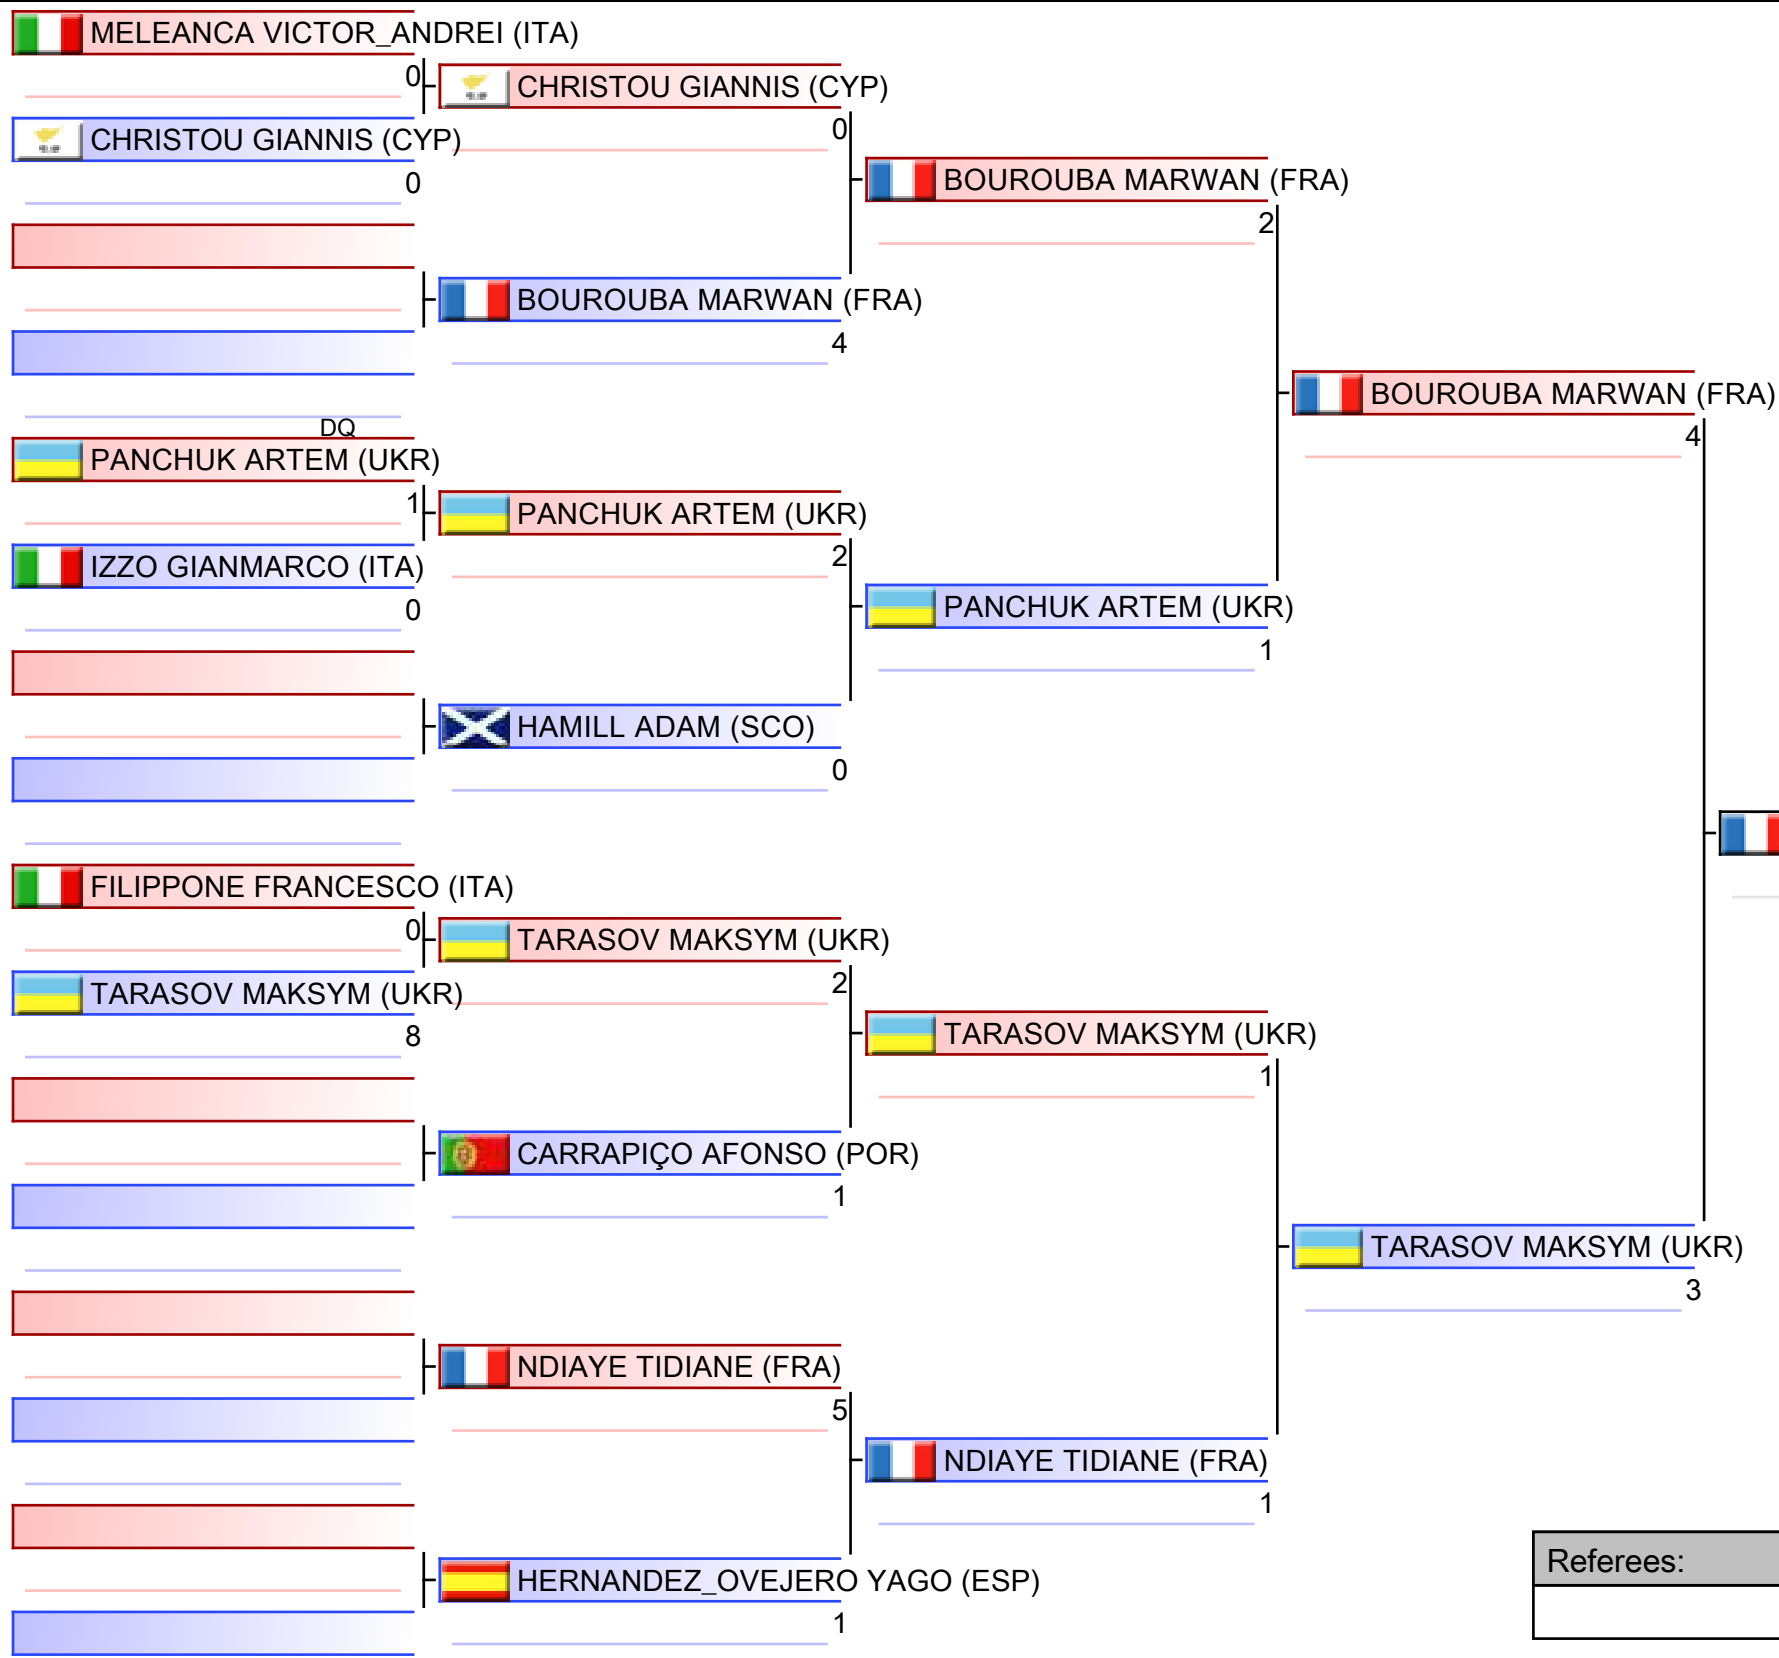 MELEANCA VICTOR_ANDREI (ITA)
0
CHRISTOU GIANNIS (CYP)
0
DQ
PANCHUK ARTEM (UKR)
1
IZZO GIANMARCO (ITA)
0
FILIPPONE FRANCESCO (ITA)
0
TARASOV MAKSYM (UKR)
8
CHRISTOU GIANNIS (CYP)
0
BOUROUBA MARWAN (FRA)
4
PANCHUK ARTEM (UKR)
2
HAMILL ADAM (SCO)
0
TARASOV MAKSYM (UKR)
2
CARRAPIÇO AFONSO (POR)
1
NDIAYE TIDIANE (FRA)
5
HERNANDEZ_OVEJERO YAGO (ESP)
1
BOUROUBA MARWAN (FRA)
2
PANCHUK ARTEM (UKR)
1
TARASOV MAKSYM (UKR)
1
NDIAYE TIDIANE (FRA)
1
BOUROUBA MARWAN (FRA)
4
TARASOV MAKSYM (UKR)
3
Referees: